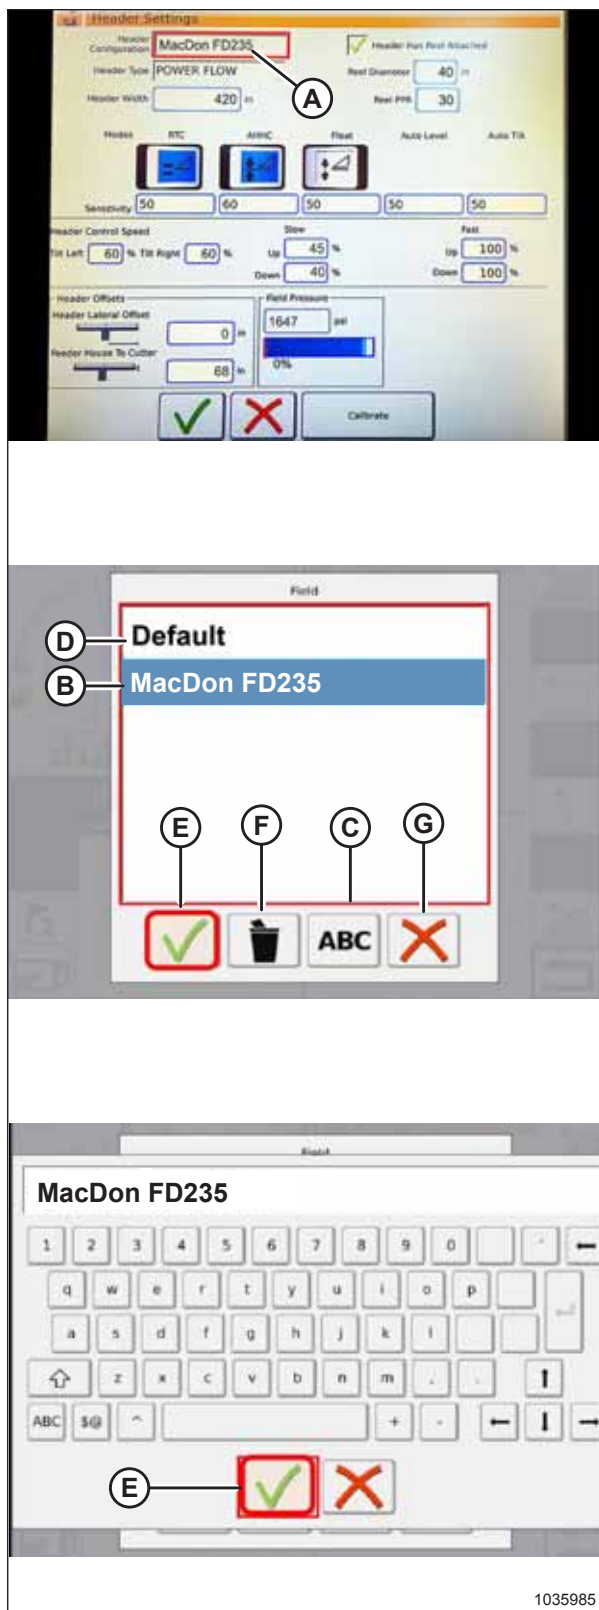 Header Settings
Header Configuration MacDon FD235 Header Has Reel Attached
Header Type POWER FLOW Reel Diameter 40 in
Header Width 420 in Reel PPR 30
A
Modes RTC AHHC Float Auto Level Auto Tilt
Sensitivity 50 60 50 50 50
Header Control Speed Slow Fast
Tilt Left 60 % Tilt Right 60 % Up 45 % Up 100 %
Down 40 % Down 100 %
Header Offsets Field Pressure
Header Lateral Offset 1647 psi
0 in
Feeder House To Cutter 0%
68 in
Calibrate
Field
D Default
B MacDon FD235
E F C G
ABC
Field
MacDon FD235
1 2 3 4 5 6 7 8 9 0 '
q w e r t y u i o p
a s d f g h j k l
z x c v b n m , .
ABC $@ ^ + -
E
1035985